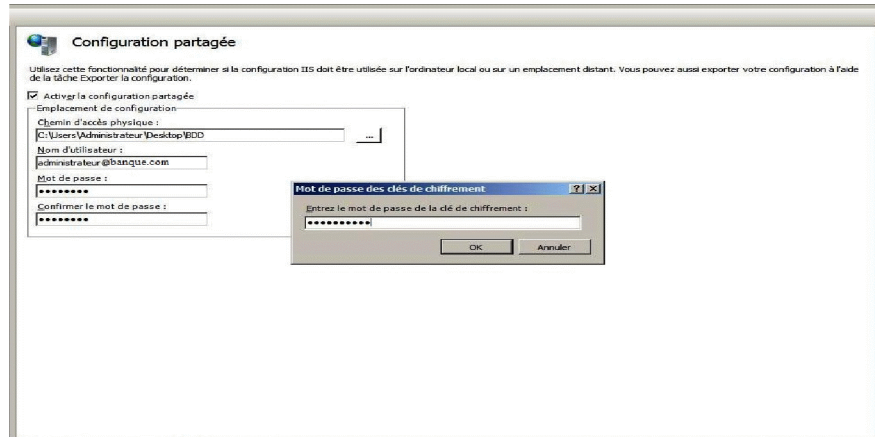 Configuration partagée
Utilisez cette fonctionnalité pour déterminer si la configuration IIS doit être utilisée sur l'ordinateur local ou sur un emplacement distant. Vous pouvez aussi exporter votre configuration à l'aide
de la tâche Exporter la configuration.
Activer la configuration partagée
Emplacement de configuration
Chemin d'accès physique :
C:\Users\Administrateur\Desktop\BDD
...
Nom d'utilisateur :
administrateur@banque.com
Mot de passe :
••••••••
Confirmer le mot de passe :
••••••••
Mot de passe des clés de chiffrement
Entrez le mot de passe de la clé de chiffrement :
••••••••••
OK Annuler